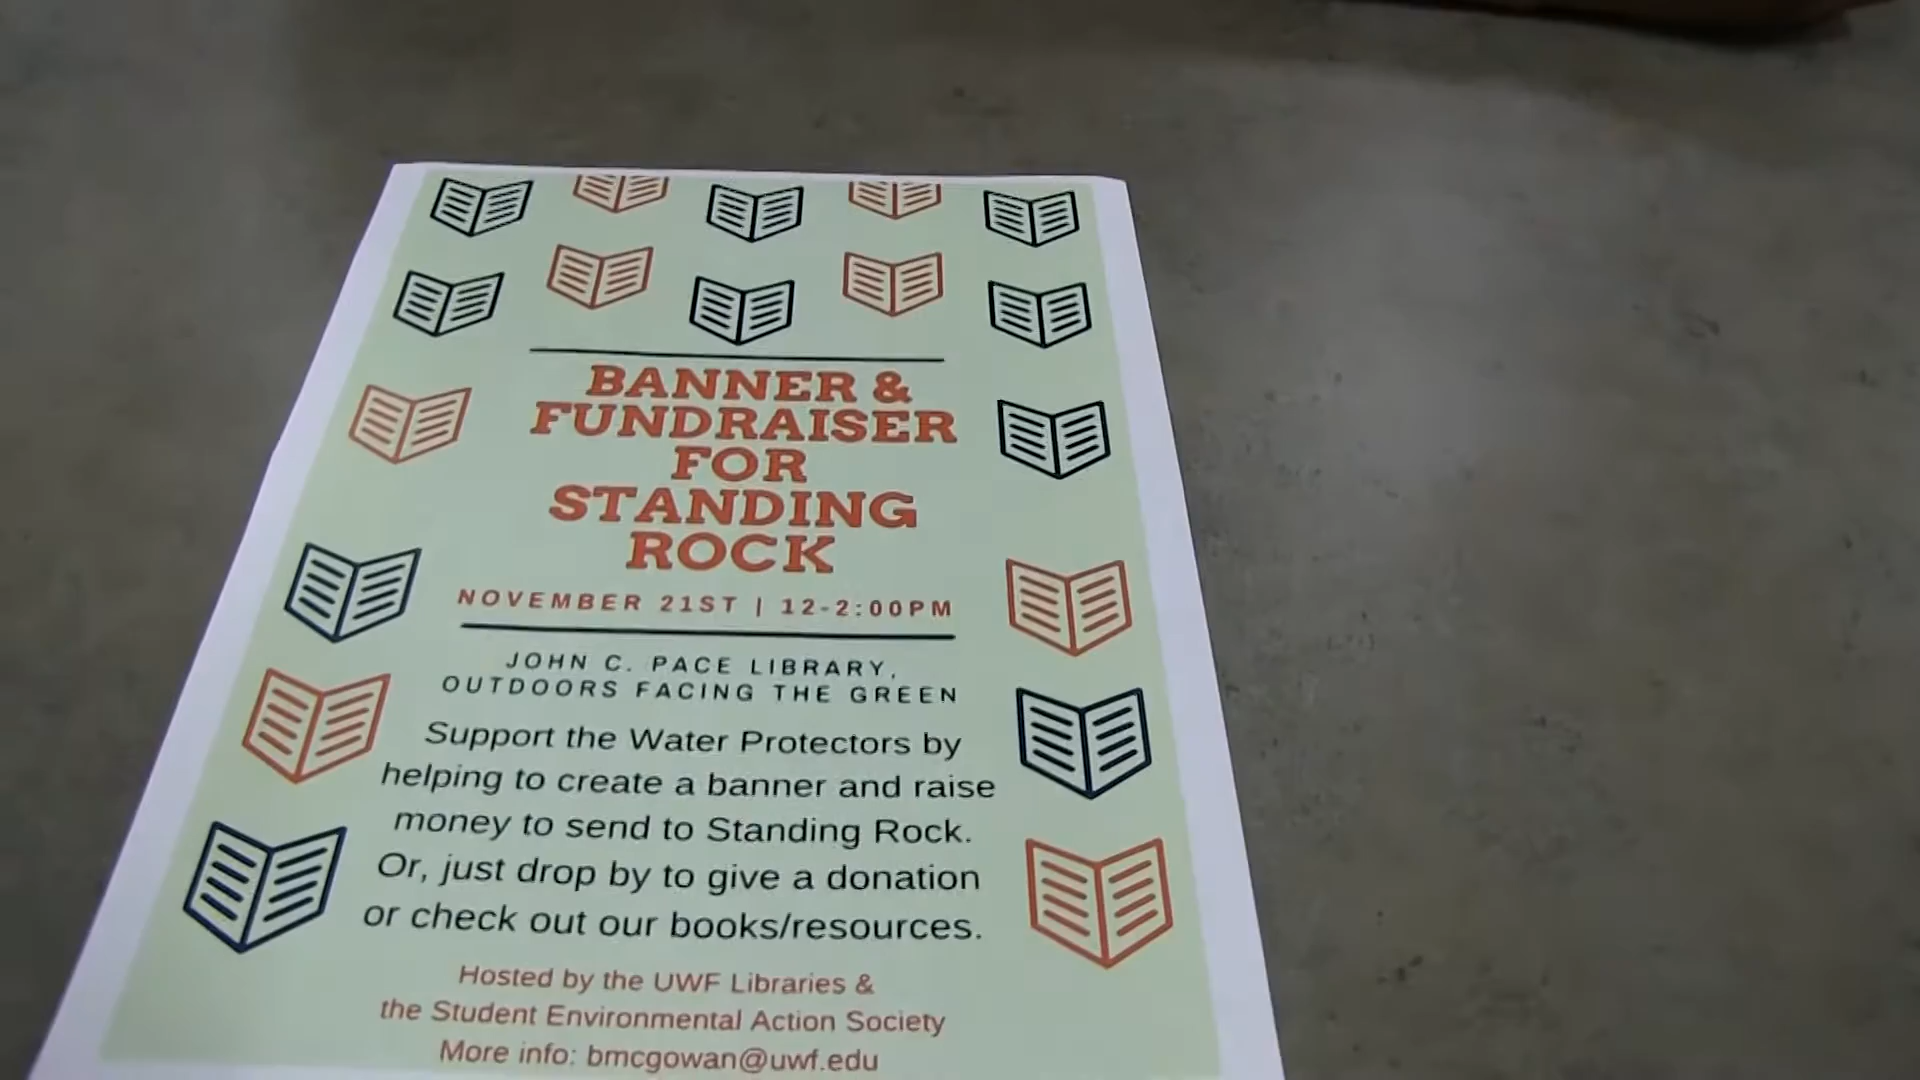 BANNER &
FUNDRAISER
FOR
STANDING
ROCK
NOVEMBER 21ST | 12-2:00PM
JOHN C. PACE LIBRARY,
OUTDOORS FACING THE GREEN
Support the Water Protectors by
helping to create a banner and raise
money to send to Standing Rock.
Or, just drop by to give a donation
or check out our books/resources.
Hosted by the UWF Libraries &
the Student Environmental Action Society
More info: bmcgowan@uwf.edu